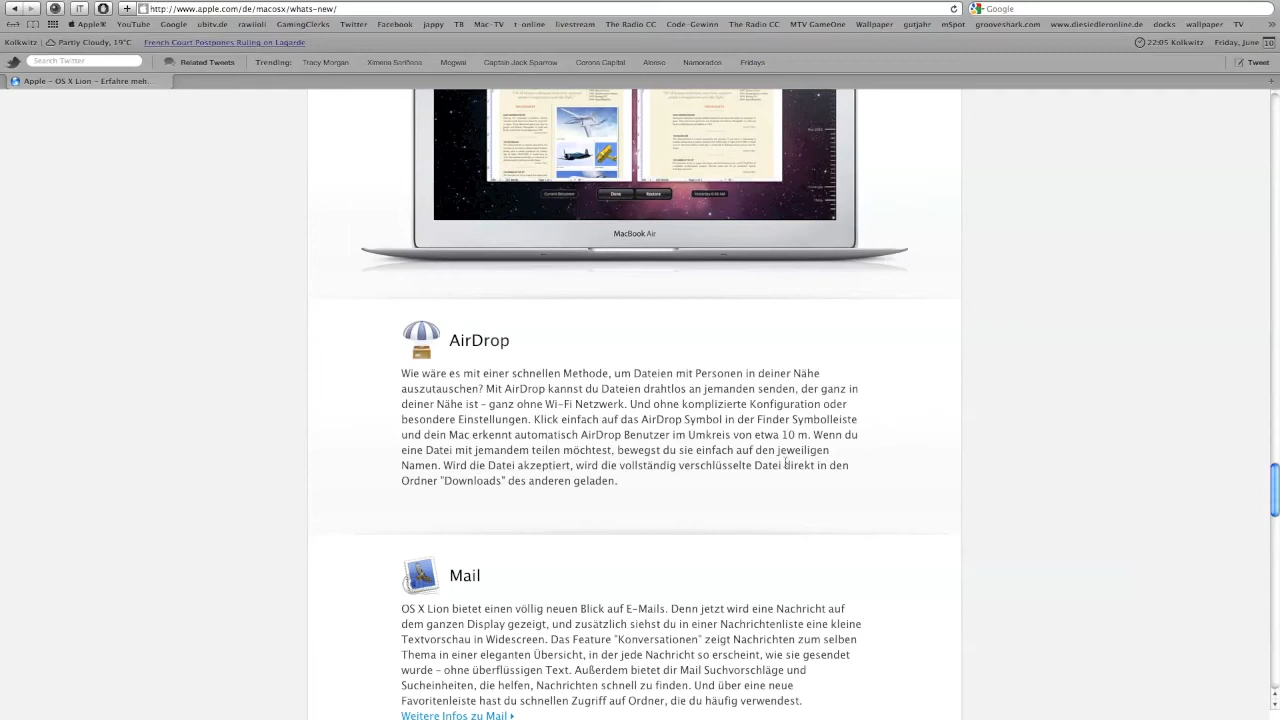 http://www.apple.com/de/macosx/whats-new/
Google
Apple® YouTube Google ubitv.de rawiioli GamingClerks Twitter Facebook jappy TB Mac-TV t-online livestream The Radio CC Code-Gewinn The Radio CC MTV GameOne Wallpaper gutjahr mSpot grooveshark.com www.diesiedleronline.de docks wallpaper TV
Kolkwitz Partly Cloudy, 19°C French Court Postpones Ruling on Lagarde 22:05 Kolkwitz Friday, June 10
Search Twitter Related Tweets Trending: Tracy Morgan Ximena Sariñana Mogwai Captain Jack Sparrow Corona Capital Alonso Namorados Fridays Tweet
Apple - OS X Lion - Erfahre meh...
Done Restore
MacBook Air
AirDrop
Wie wäre es mit einer schnellen Methode, um Dateien mit Personen in deiner Nähe
auszutauschen? Mit AirDrop kannst du Dateien drahtlos an jemanden senden, der ganz in
deiner Nähe ist – ganz ohne Wi-Fi Netzwerk. Und ohne komplizierte Konfiguration oder
besondere Einstellungen. Klick einfach auf das AirDrop Symbol in der Finder Symbolleiste
und dein Mac erkennt automatisch AirDrop Benutzer im Umkreis von etwa 10 m. Wenn du
eine Datei mit jemandem teilen möchtest, bewegst du sie einfach auf den jeweiligen
Namen. Wird die Datei akzeptiert, wird die vollständig verschlüsselte Datei direkt in den
Ordner "Downloads" des anderen geladen.
Mail
OS X Lion bietet einen völlig neuen Blick auf E-Mails. Denn jetzt wird eine Nachricht auf
dem ganzen Display gezeigt, und zusätzlich siehst du in einer Nachrichtenliste eine kleine
Textvorschau in Widescreen. Das Feature "Konversationen" zeigt Nachrichten zum selben
Thema in einer eleganten Übersicht, in der jede Nachricht so erscheint, wie sie gesendet
wurde – ohne überflüssigen Text. Außerdem bietet dir Mail Suchvorschläge und
Sucheinheiten, die helfen, Nachrichten schnell zu finden. Und über eine neue
Favoritenleiste hast du schnellen Zugriff auf Ordner, die du häufig verwendest.
Weitere Infos zu Mail